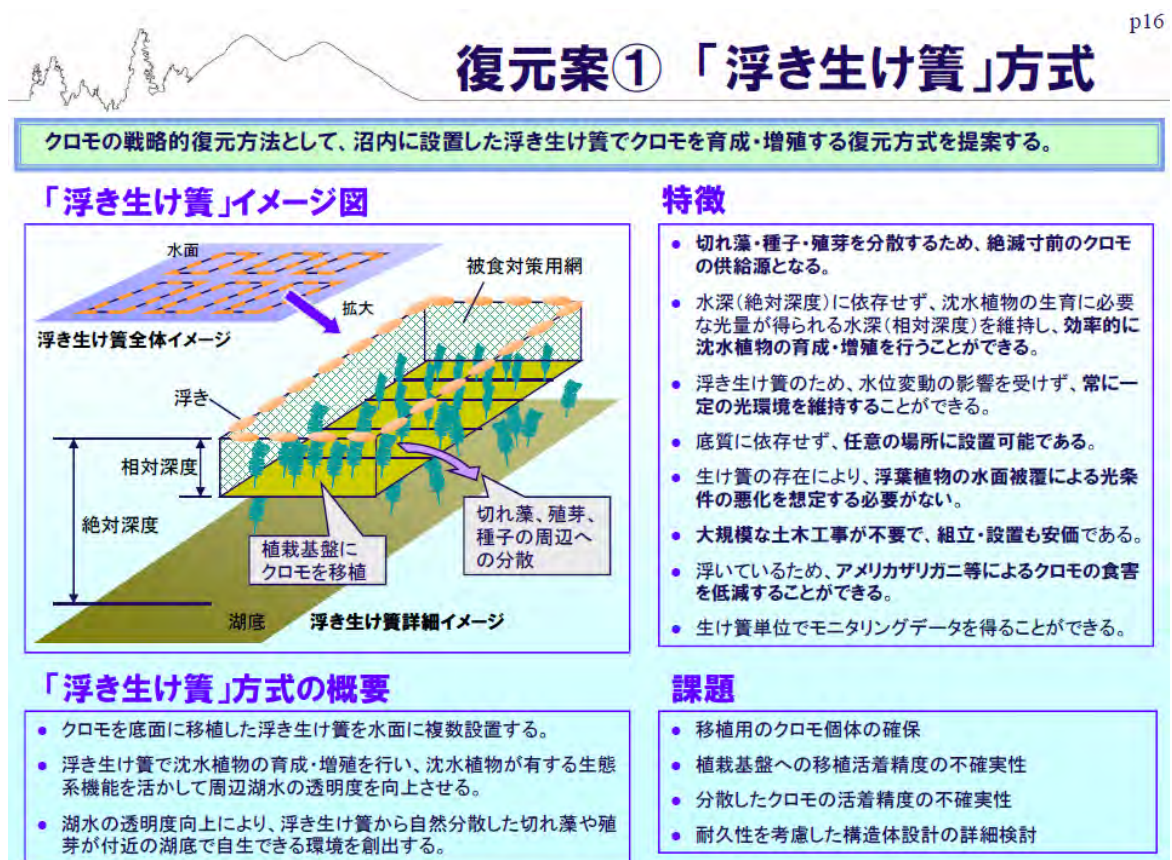 p16
復元案① 「浮き生け簀」方式
クロモの戦略的復元方法として、沼内に設置した浮き生け簀でクロモを育成・増殖する復元方式を提案する。
「浮き生け簀」イメージ図
水面
被食対策用網
拡大
浮き生け簀全体イメージ
浮き
相対深度
絶対深度
植栽基盤に
クロモを移植
切れ藻、殖芽、
種子の周辺へ
の分散
湖底
浮き生け簀詳細イメージ
特徴
● 切れ藻・種子・殖芽を分散するため、絶滅寸前のクロモ
の供給源となる。
● 水深(絶対深度)に依存せず、沈水植物の生育に必要
な光量が得られる水深(相対深度)を維持し、効率的に
沈水植物の育成・増殖を行うことができる。
● 浮き生け簀のため、水位変動の影響を受けず、常に一
定の光環境を維持することができる。
● 底質に依存せず、任意の場所に設置可能である。
● 生け簀の存在により、浮葉植物の水面被覆による光条
件の悪化を想定する必要がない。
● 大規模な土木工事が不要で、組立・設置も安価である。
● 浮いているため、アメリカザリガニ等によるクロモの食害
を低減することができる。
● 生け簀単位でモニタリングデータを得ることができる。
「浮き生け簀」方式の概要
● クロモを底面に移植した浮き生け簀を水面に複数設置する。
● 浮き生け簀で沈水植物の育成・増殖を行い、沈水植物が有する生態
系機能を活かして周辺湖水の透明度を向上させる。
● 湖水の透明度向上により、浮き生け簀から自然分散した切れ藻や殖
芽が付近の湖底で自生できる環境を創出する。
課題
● 移植用のクロモ個体の確保
● 植栽基盤への移植活着精度の不確実性
● 分散したクロモの活着精度の不確実性
● 耐久性を考慮した構造体設計の詳細検討